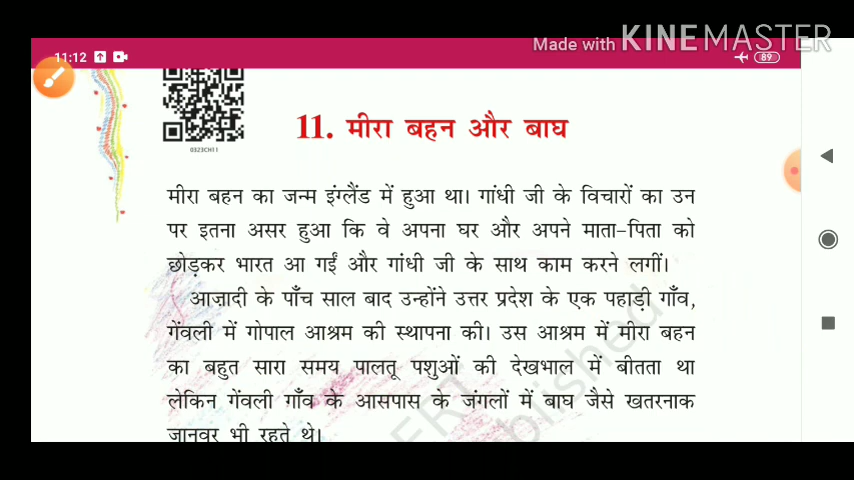 Made with KINEMASTER
11:12
89
0323CH11
11. मीरा बहन और बाघ
मीरा बहन का जन्म इंग्लैंड में हुआ था। गांधी जी के विचारों का उन
पर इतना असर हुआ कि वे अपना घर और अपने माता-पिता को
छोड़कर भारत आ गईं और गांधी जी के साथ काम करने लगीं।
आज़ादी के पाँच साल बाद उन्होंने उत्तर प्रदेश के एक पहाड़ी गाँव,
गेंवली में गोपाल आश्रम की स्थापना की। उस आश्रम में मीरा बहन
का बहुत सारा समय पालतू पशुओं की देखभाल में बीतता था
लेकिन गेंवली गाँव के आसपास के जंगलों में बाघ जैसे खतरनाक
जानवर भी रहते थे।